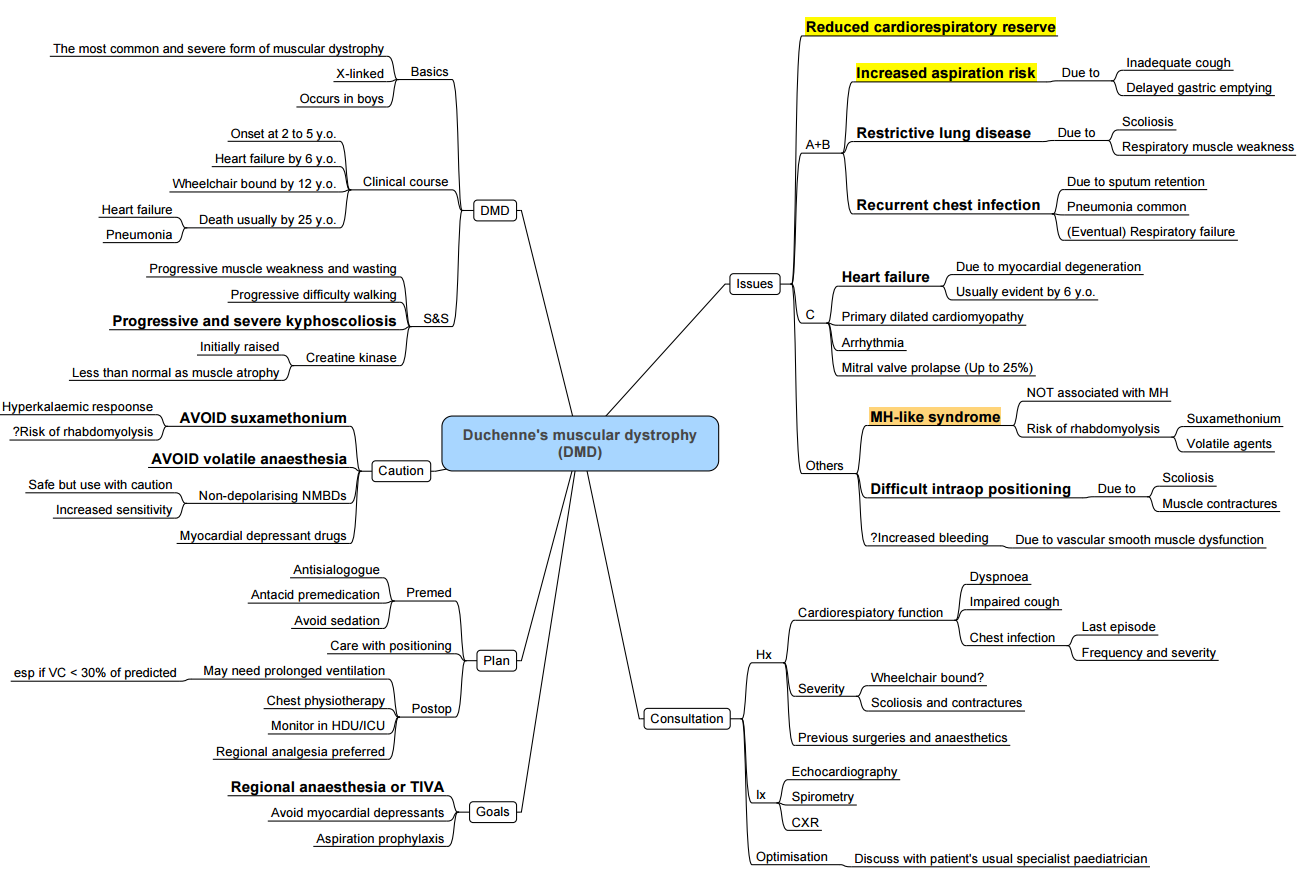 Duchenne's muscular dystrophy
(DMD)
DMD
Basics
The most common and severe form of muscular dystrophy
X-linked
Occurs in boys
Clinical course
Onset at 2 to 5 y.o.
Heart failure by 6 y.o.
Wheelchair bound by 12 y.o.
Death usually by 25 y.o.
Heart failure
Pneumonia
S&S
Progressive muscle weakness and wasting
Progressive difficulty walking
Progressive and severe kyphoscoliosis
Creatine kinase
Initially raised
Less than normal as muscle atrophy
Caution
AVOID suxamethonium
Hyperkalaemic respoonse
?Risk of rhabdomyolysis
AVOID volatile anaesthesia
Non-depolarising NMBDs
Safe but use with caution
Increased sensitivity
Myocardial depressant drugs
Plan
Premed
Antisialogogue
Antacid premedication
Avoid sedation
Care with positioning
Postop
May need prolonged ventilation
esp if VC < 30% of predicted
Chest physiotherapy
Monitor in HDU/ICU
Regional analgesia preferred
Goals
Regional anaesthesia or TIVA
Avoid myocardial depressants
Aspiration prophylaxis
Issues
Reduced cardiorespiratory reserve
A+B
Increased aspiration risk
Due to
Inadequate cough
Delayed gastric emptying
Restrictive lung disease
Due to
Scoliosis
Respiratory muscle weakness
Recurrent chest infection
Due to sputum retention
Pneumonia common
(Eventual) Respiratory failure
C
Heart failure
Due to myocardial degeneration
Usually evident by 6 y.o.
Primary dilated cardiomyopathy
Arrhythmia
Mitral valve prolapse (Up to 25%)
Others
MH-like syndrome
NOT associated with MH
Risk of rhabdomyolysis
Suxamethonium
Volatile agents
Difficult intraop positioning
Due to
Scoliosis
Muscle contractures
?Increased bleeding
Due to vascular smooth muscle dysfunction
Consultation
Hx
Cardiorespiatory function
Dyspnoea
Impaired cough
Chest infection
Last episode
Frequency and severity
Severity
Wheelchair bound?
Scoliosis and contractures
Previous surgeries and anaesthetics
Ix
Echocardiography
Spirometry
CXR
Optimisation
Discuss with patient's usual specialist paediatrician